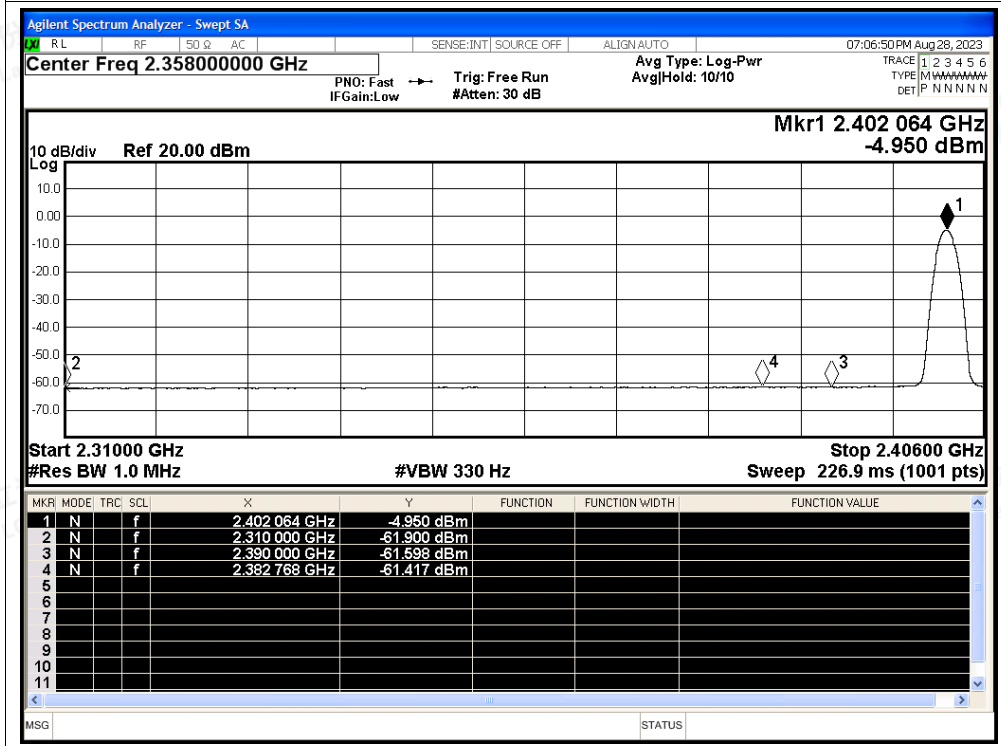 Agilent Spectrum Analyzer - Swept SA
LXI RL RF 50 Ω AC SENSE:INT SOURCE OFF ALIGN AUTO 07:06:50 PM Aug 28, 2023
Center Freq 2.358000000 GHz
PNO: Fast
IFGain:Low
Trig: Free Run
#Atten: 30 dB
Avg Type: Log-Pwr
Avg|Hold: 10/10
TRACE 1 2 3 4 5 6
TYPE M WWWWW
DET P N N N N N
Mkr1 2.402 064 GHz
-4.950 dBm
10 dB/div Ref 20.00 dBm
Log
10.0
0.00
-10.0
-20.0
-30.0
-40.0
-50.0
-60.0
-70.0
1
2
4
3
Start 2.31000 GHz Stop 2.40600 GHz
#Res BW 1.0 MHz #VBW 330 Hz Sweep 226.9 ms (1001 pts)
MKR MODE TRC SCL X Y FUNCTION FUNCTION WIDTH FUNCTION VALUE
1 N f 2.402 064 GHz -4.950 dBm
2 N f 2.310 000 GHz -61.900 dBm
3 N f 2.390 000 GHz -61.598 dBm
4 N f 2.382 768 GHz -61.417 dBm
5
6
7
8
9
10
11
MSG STATUS